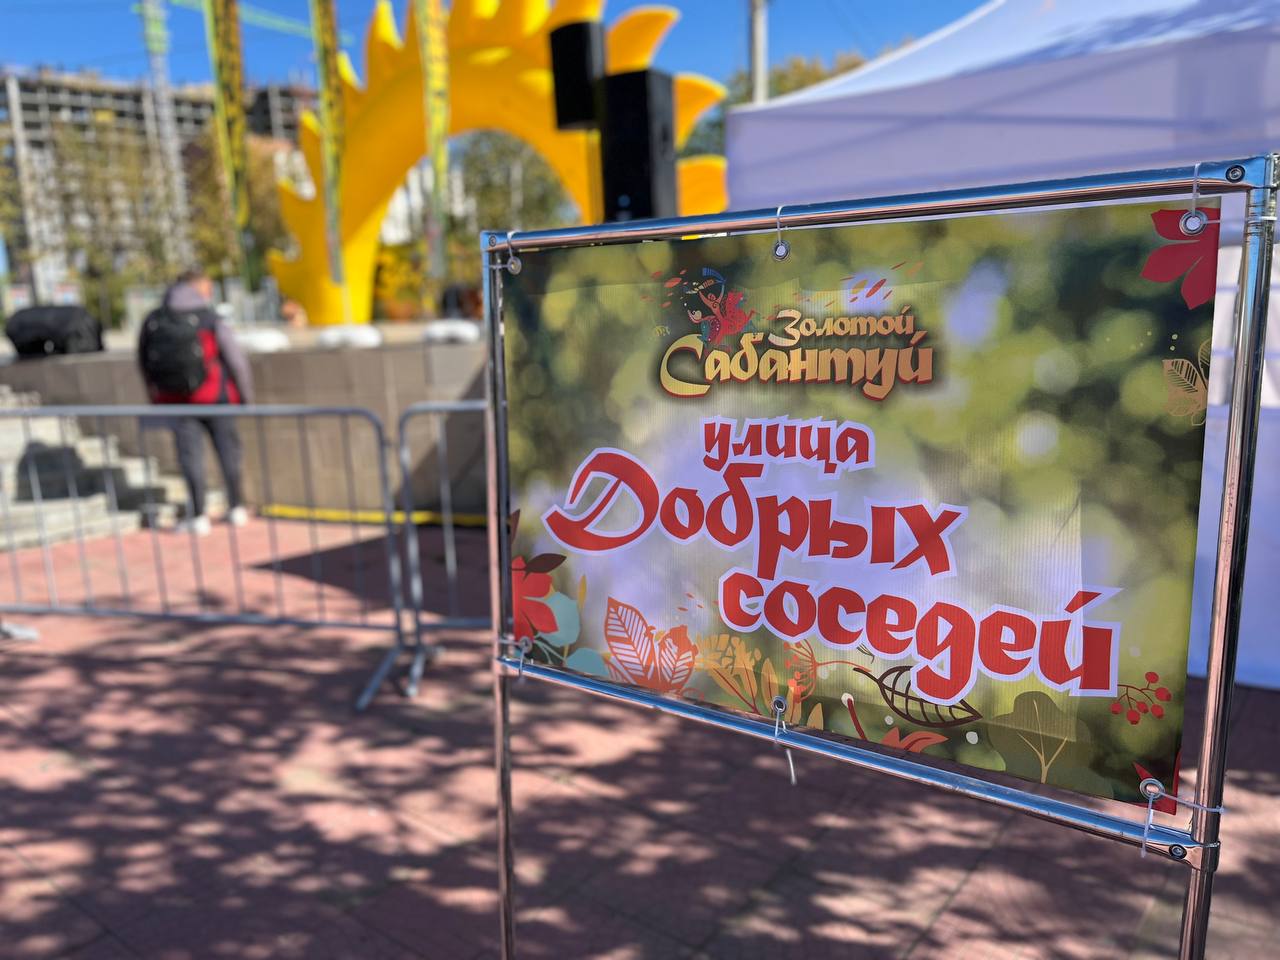 Золотой
Сабантуй
улица
Добрых
соседей